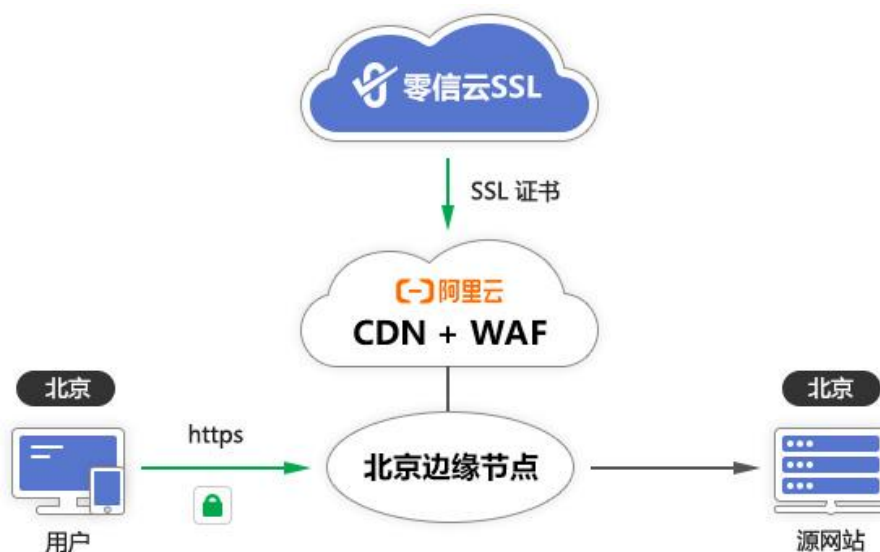 零信云SSL
SSL 证书
阿里云
CDN + WAF
北京
北京
https
北京边缘节点
用户
源网站